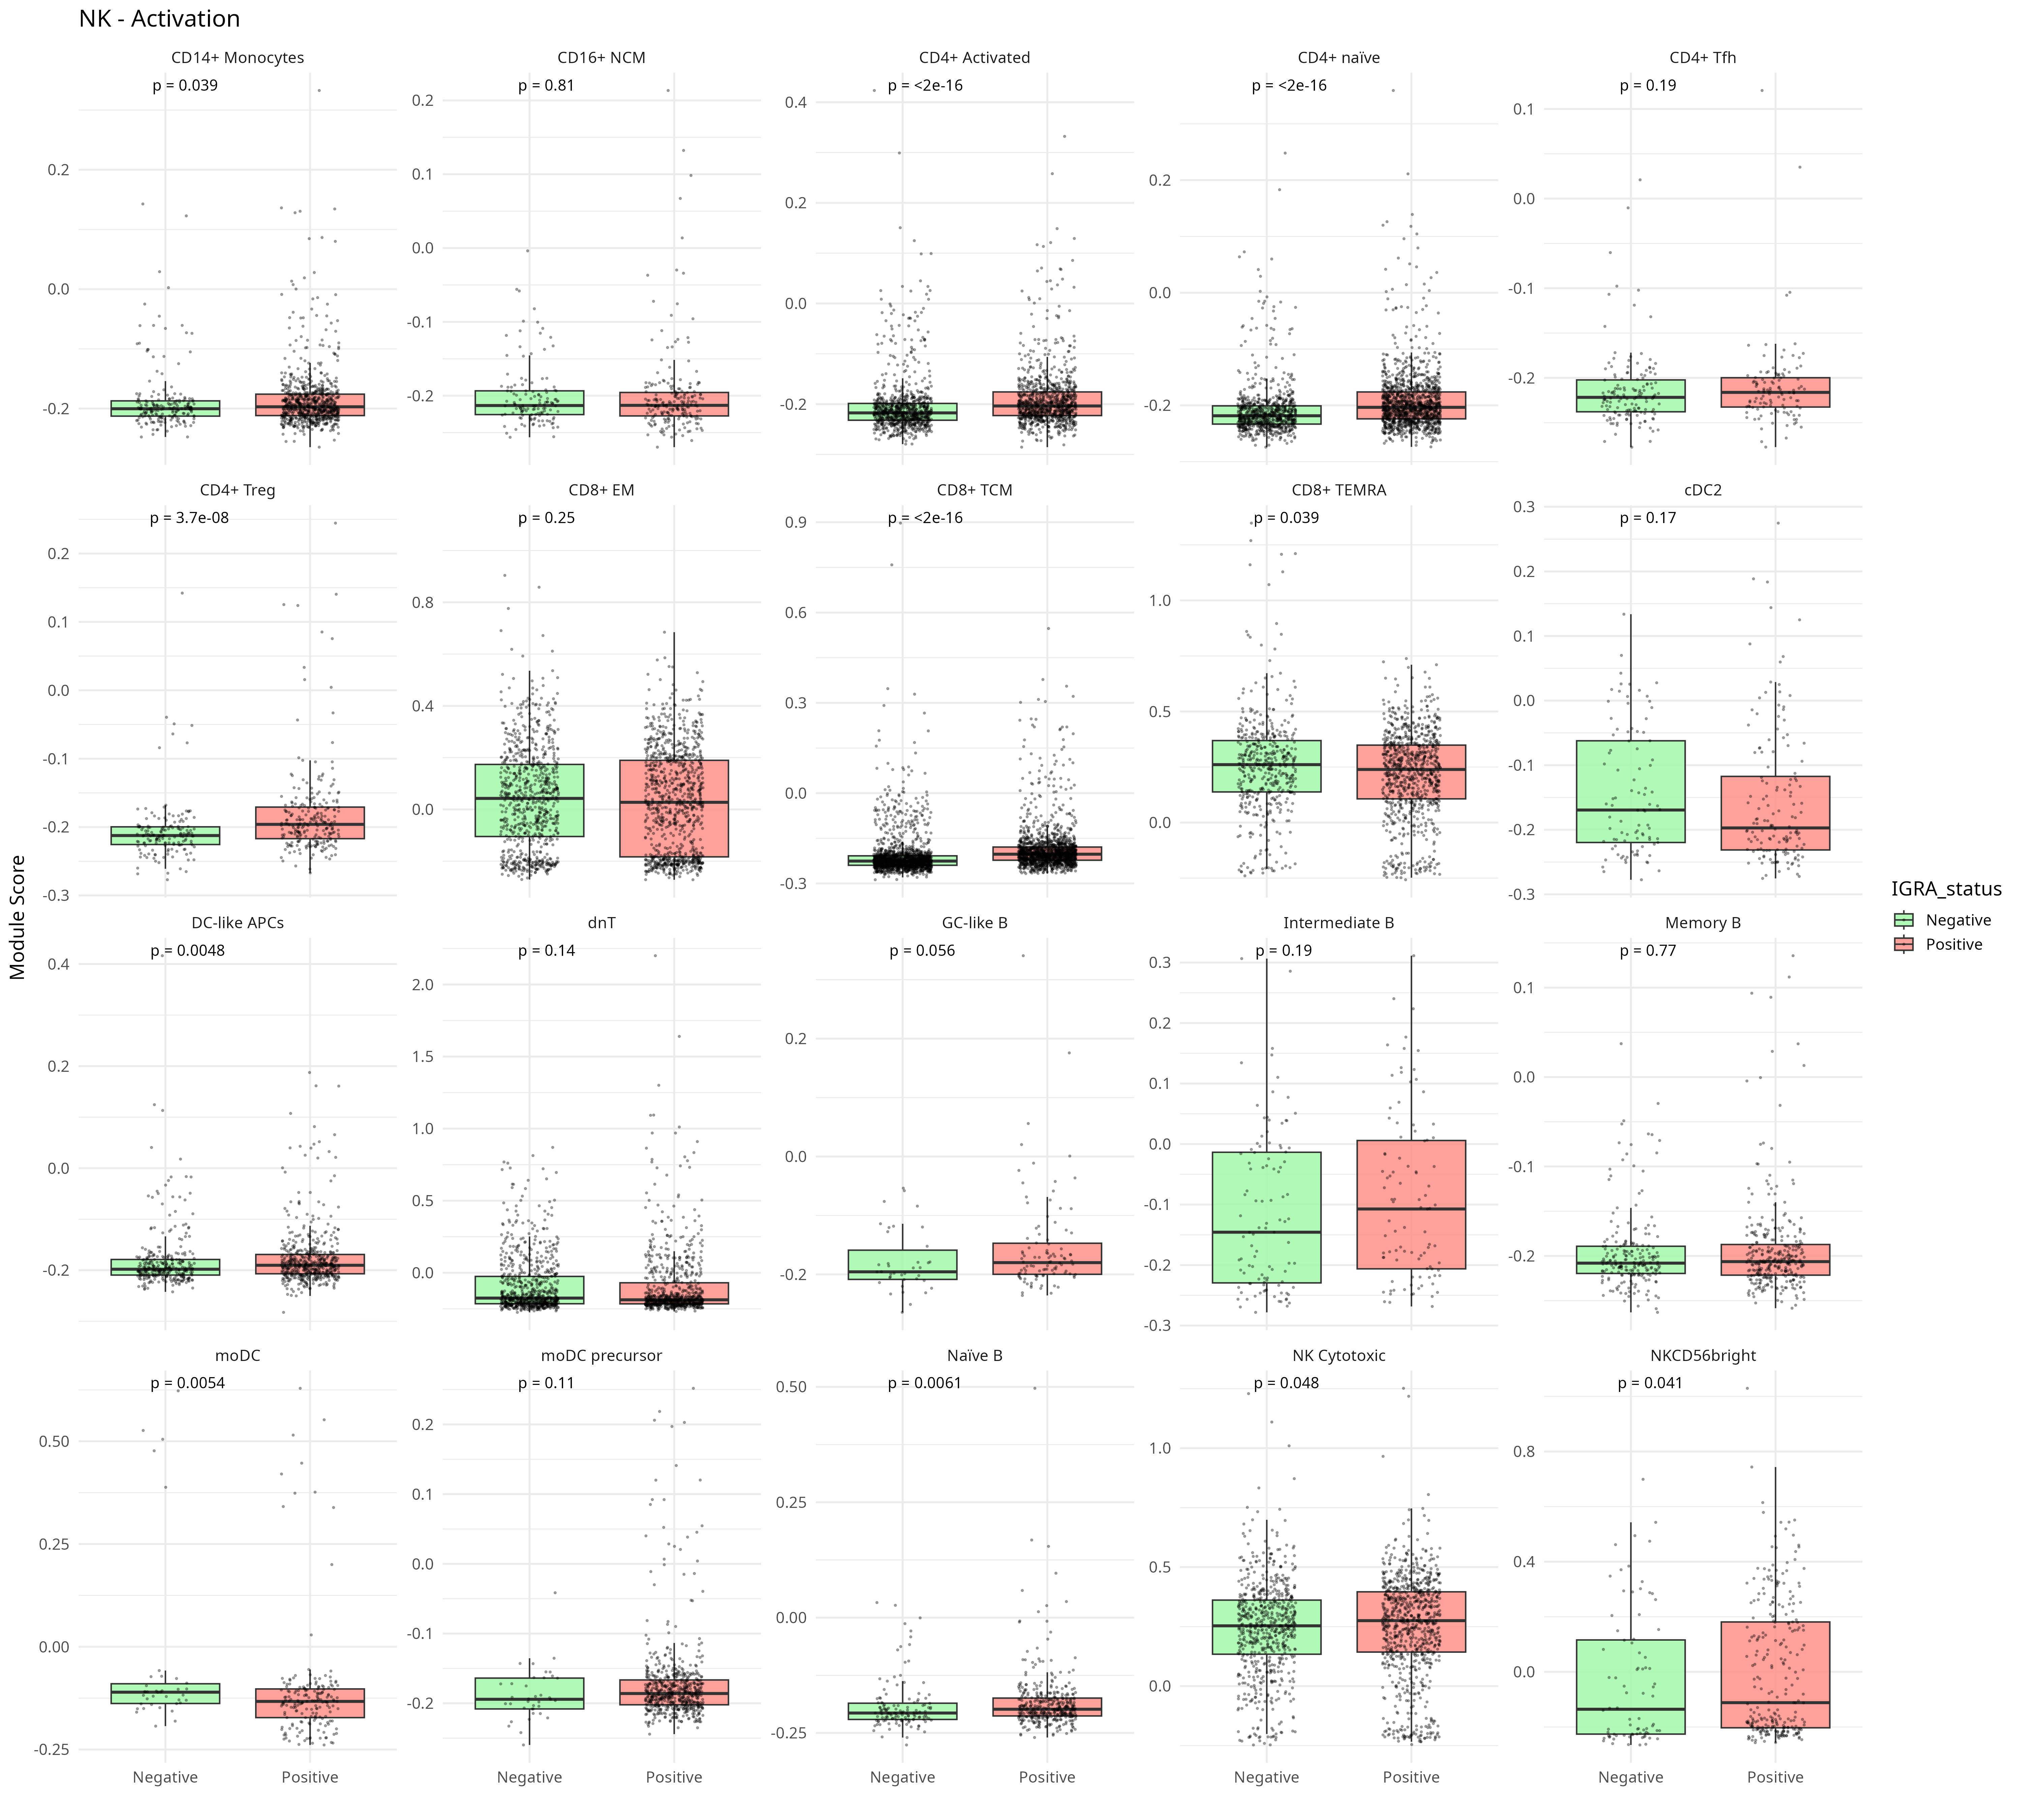 NK - Activation
CD14+ Monocytes
CD16+ NCM
CD4+ Activated
CD4+ naïve
CD4+ Tfh
p = 0.039
p = 0.81
p = <2e-16
p = <2e-16
p = 0.19
0.2
0.0
-0.2
0.2
0.1
0.0
-0.1
-0.2
0.4
0.2
0.0
-0.2
0.2
0.0
-0.2
0.1
0.0
-0.1
-0.2
CD4+ Treg
CD8+ EM
CD8+ TCM
CD8+ TEMRA
cDC2
p = 3.7e-08
p = 0.25
p = <2e-16
p = 0.039
p = 0.17
0.2
0.1
0.0
-0.1
-0.2
-0.3
0.8
0.4
0.0
0.9
0.6
0.3
0.0
-0.3
1.0
0.5
0.0
0.3
0.2
0.1
0.0
-0.1
-0.2
-0.3
Module Score
DC-like APCs
dnT
GC-like B
Intermediate B
Memory B
p = 0.0048
p = 0.14
p = 0.056
p = 0.19
p = 0.77
0.4
0.2
0.0
-0.2
2.0
1.5
1.0
0.5
0.0
0.2
0.0
-0.2
0.3
0.2
0.1
0.0
-0.1
-0.2
-0.3
0.1
0.0
-0.1
-0.2
moDC
moDC precursor
Naïve B
NK Cytotoxic
NKCD56bright
p = 0.0054
p = 0.11
p = 0.0061
p = 0.048
p = 0.041
0.50
0.25
0.00
-0.25
0.2
0.1
0.0
-0.1
-0.2
0.50
0.25
0.00
-0.25
1.0
0.5
0.0
0.8
0.4
0.0
Negative
Positive
Negative
Positive
Negative
Positive
Negative
Positive
Negative
Positive
IGRA_status
Negative
Positive